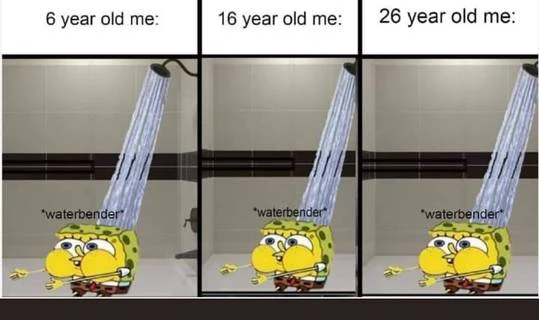 6 year old me:
16 year old me:
26 year old me:
*waterbender*
*waterbender*
*waterbender*